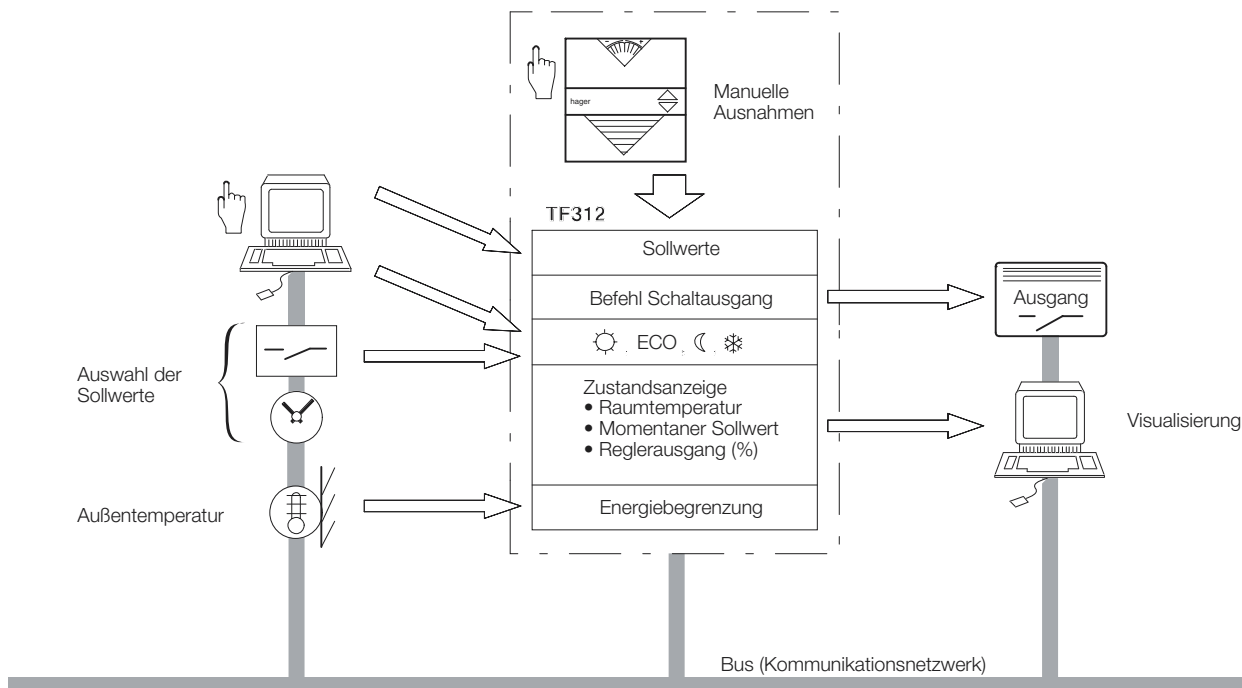 hager
Manuelle
Ausnahmen
TF312
Sollwerte
Befehl Schaltausgang
ECO
Zustandsanzeige
• Raumtemperatur
• Momentaner Sollwert
• Reglerausgang (%)
Energiebegrenzung
Auswahl der
Sollwerte
Außentemperatur
Ausgang
Visualisierung
Bus (Kommunikationsnetzwerk)